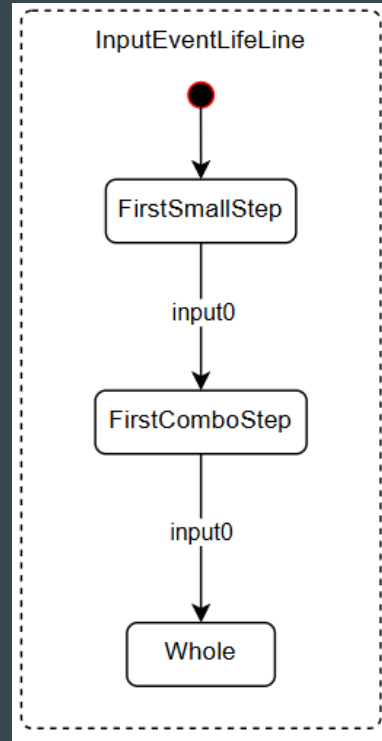 InputEventLifeLine
FirstSmallStep
input0
FirstComboStep
input0
Whole